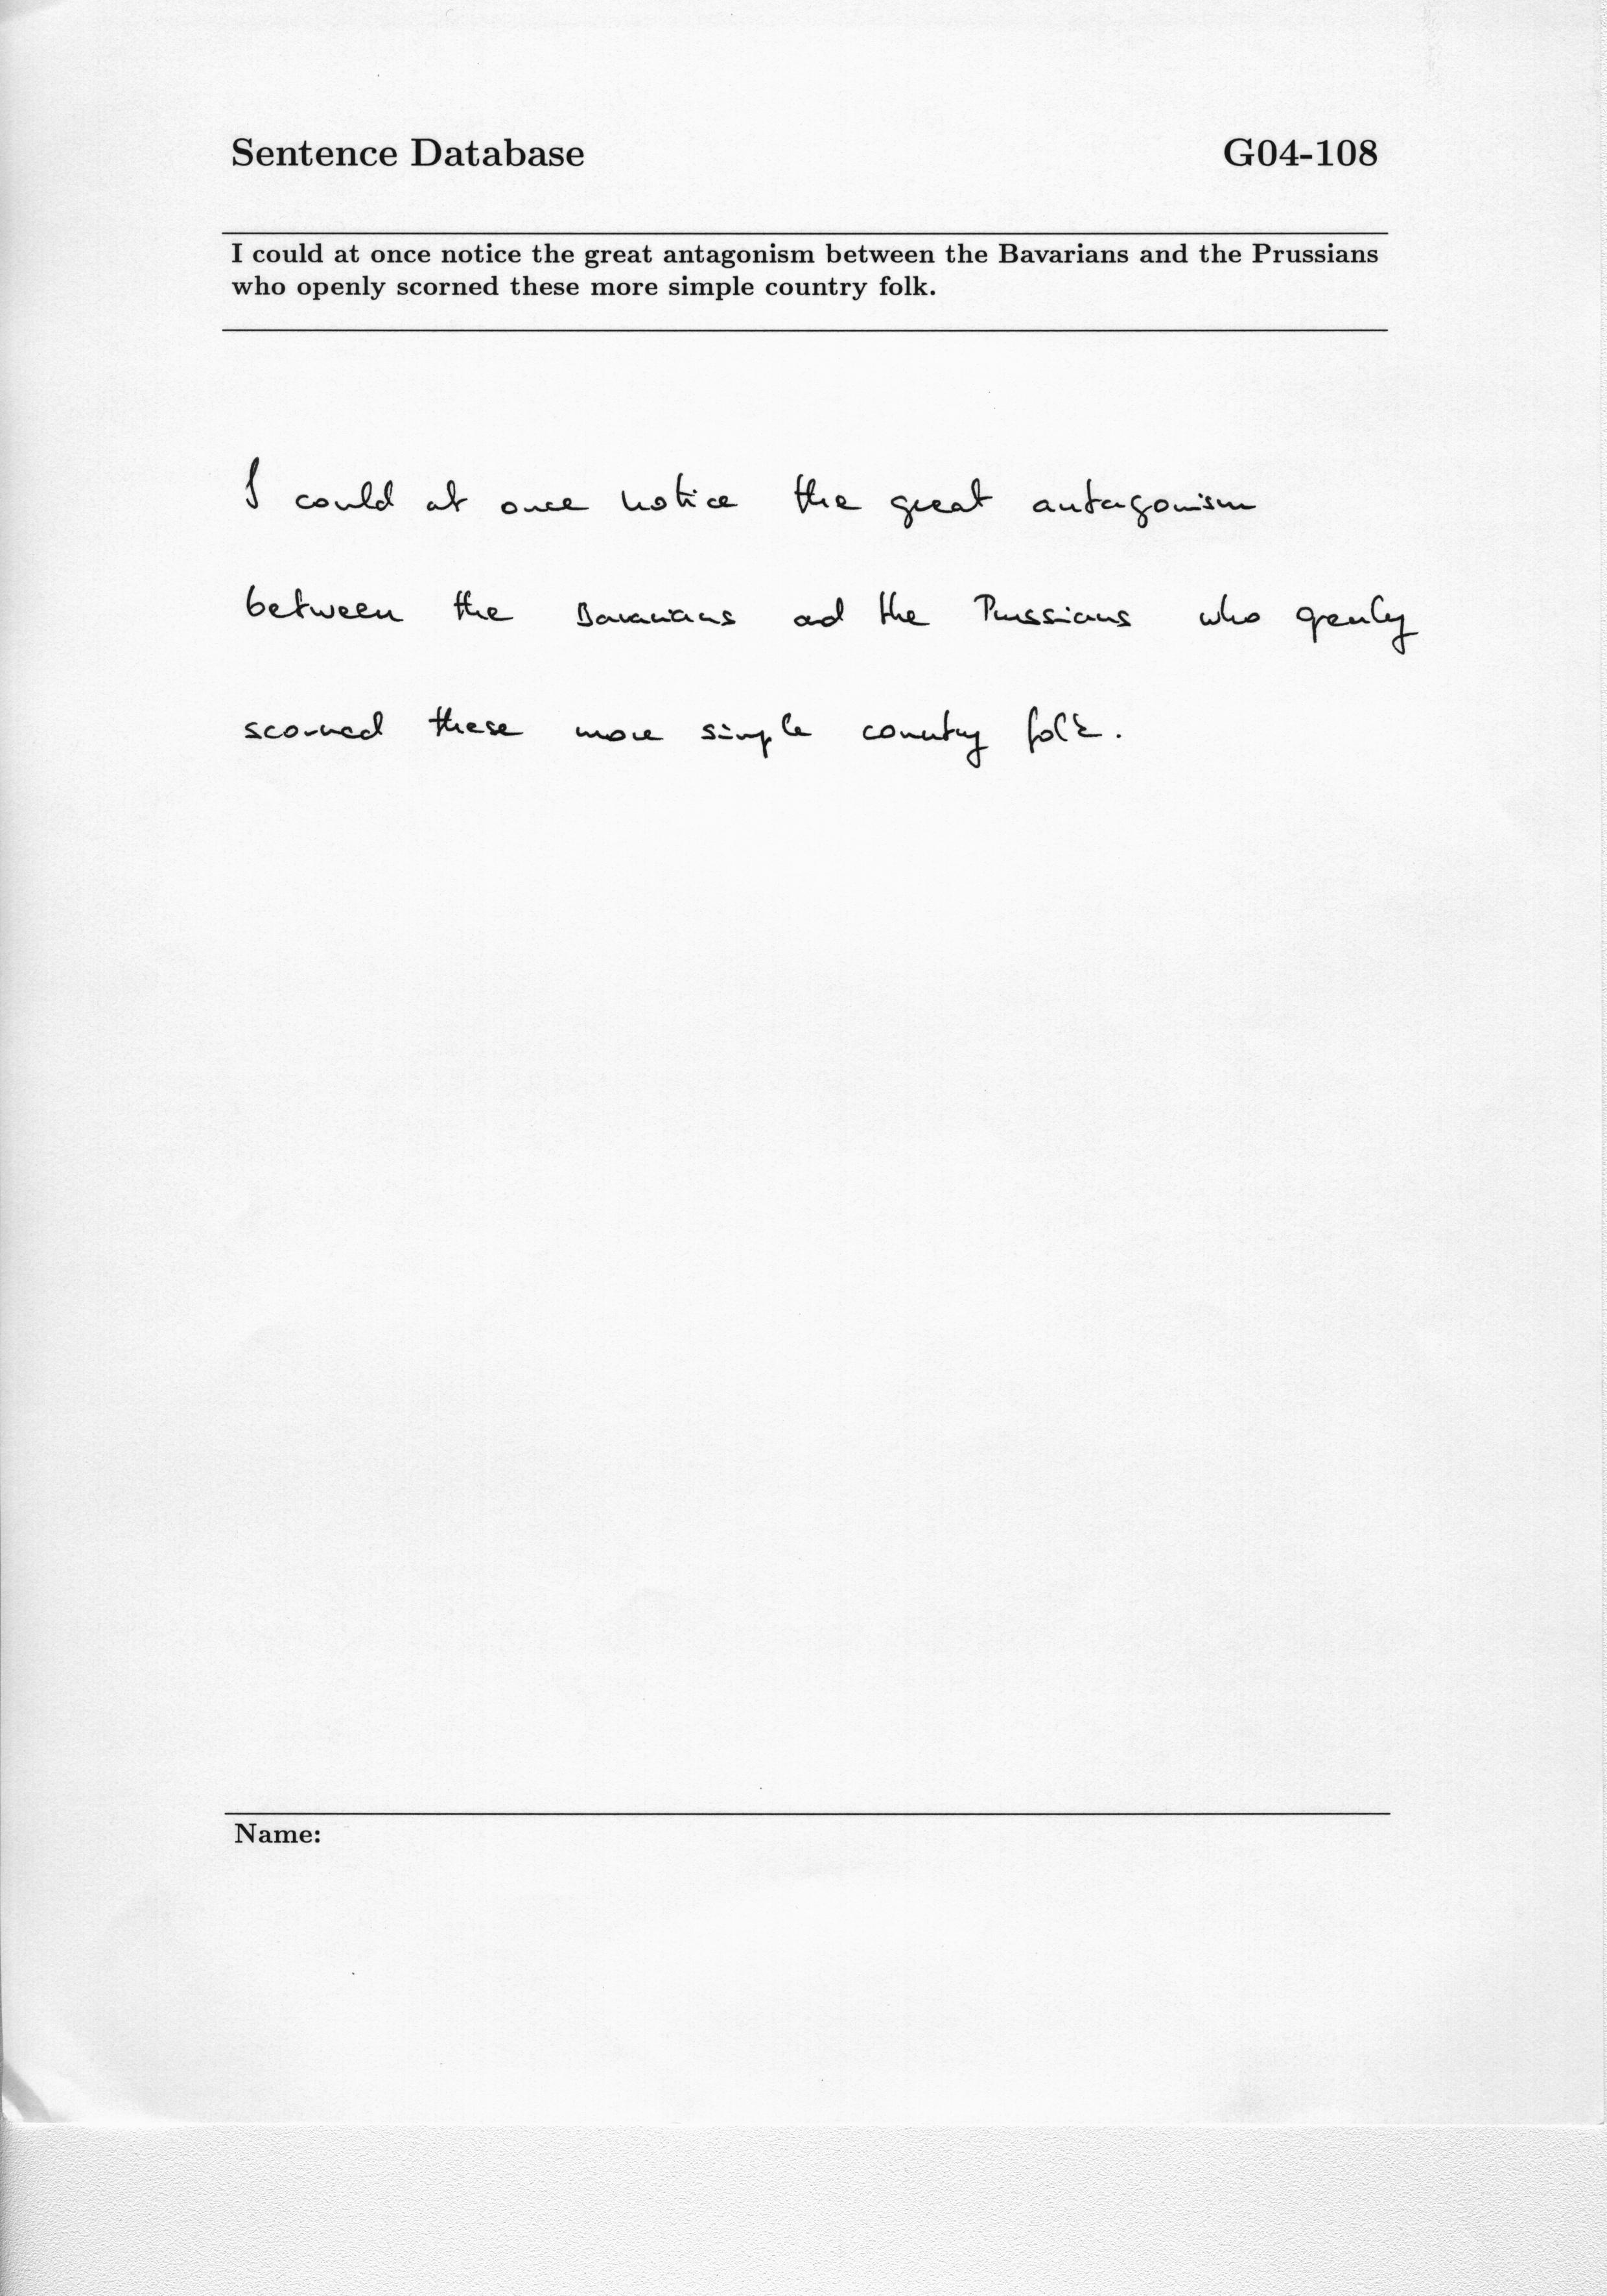 Sentence Database G04-108
I could at once notice the great antagonism between the Bavarians and the Prussians
who openly scorned these more simple country folk.
I could at once notice the great antagonism
between the Bavarians and the Prussians who openly
scorned these more simple country folk.
Name: